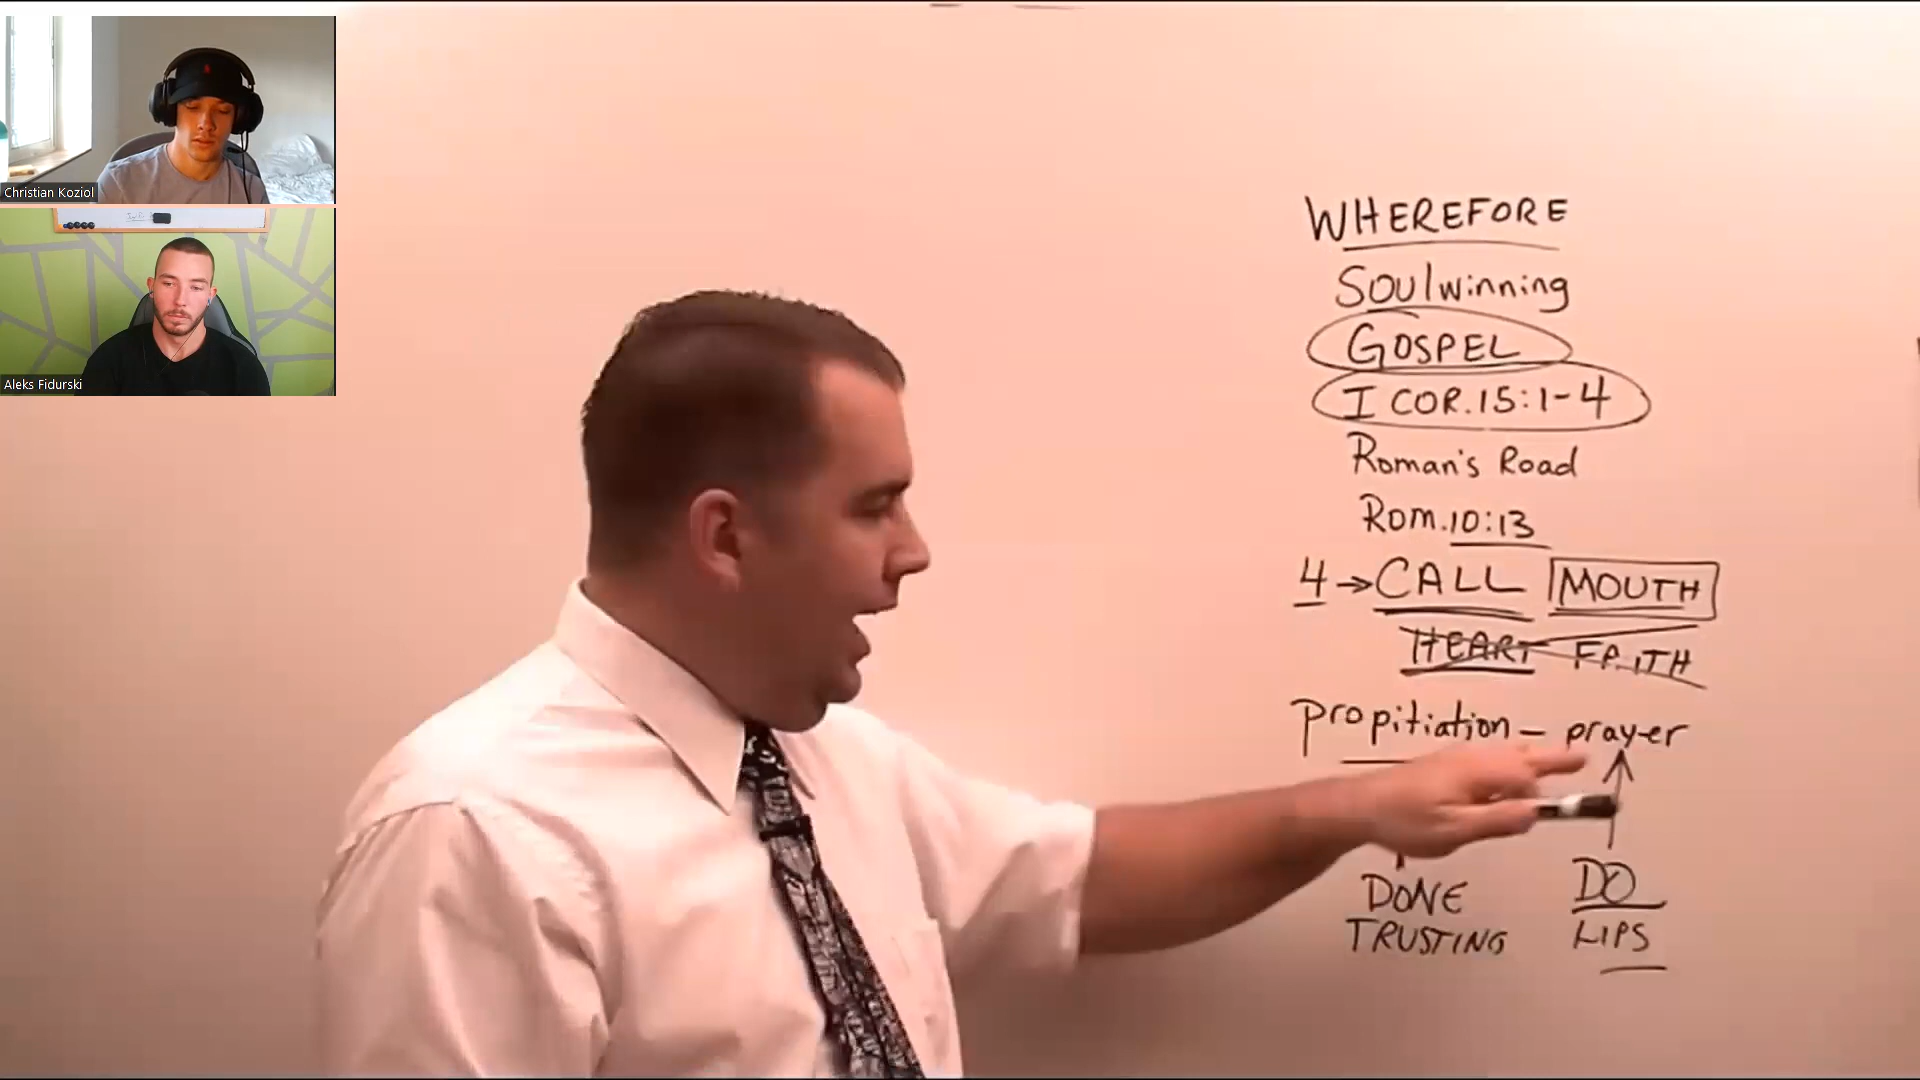 Christian Koziol
Aleks Fidurski
WHEREFORE
Soulwinning
GOSPEL
I COR. 15:1-4
Roman's Road
Rom. 10:13
4 → CALL MOUTH
HEART FAITH
propitiation - prayer
DONE DO
TRUSTING LIPS